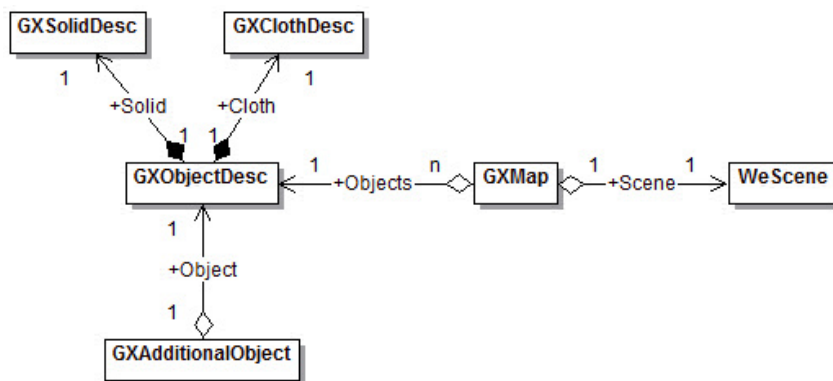 GXSolidDesc
GXClothDesc
1
1
+Solid
+Cloth
1
1
GXObjectDesc
1
+Objects
n
GXMap
1
+Scene
1
WeScene
1
+Object
1
GXAdditionalObject